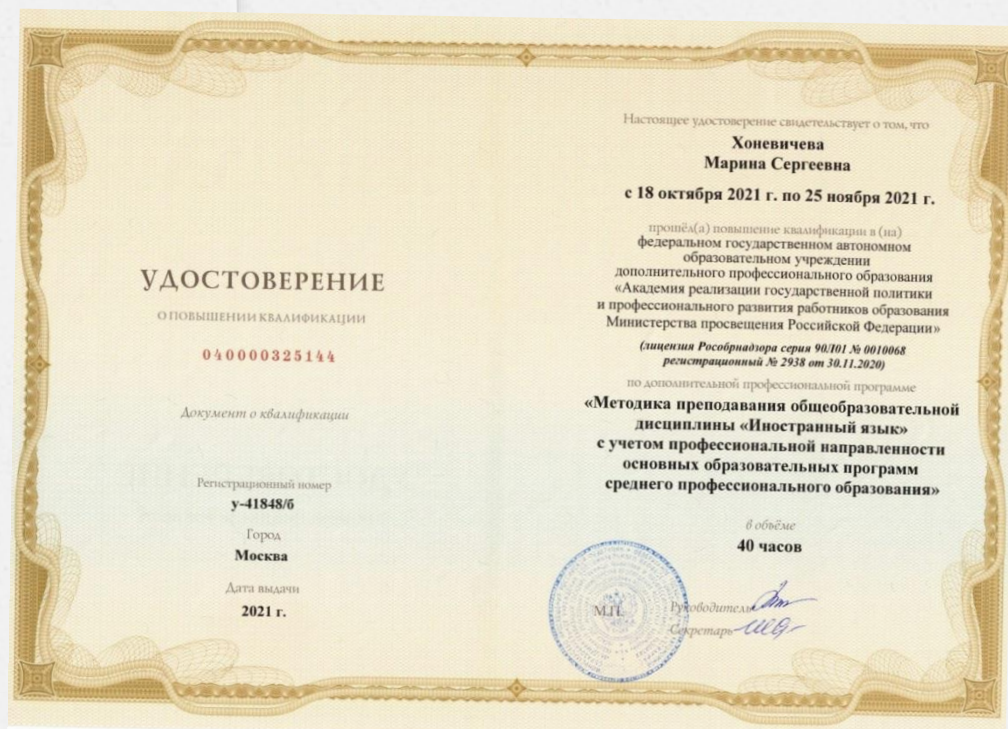 УДОСТОВЕРЕНИЕ
О ПОВЫШЕНИИ КВАЛИФИКАЦИИ
040000325144
Документ о квалификации
Регистрационный номер
у-41848/б
Город
Москва
Дата выдачи
2021 г.
Настоящее удостоверение свидетельствует о том, что
Хоневичева
Марина Сергеевна
с 18 октября 2021 г. по 25 ноября 2021 г.
прошёл(а) повышение квалификации в (на)
федеральном государственном автономном
образовательном учреждении
дополнительного профессионального образования
«Академия реализации государственной политики
и профессионального развития работников образования
Министерства просвещения Российской Федерации»
(лицензия Рособрнадзора серия 90Л01 № 0010068
регистрационный № 2938 от 30.11.2020)
по дополнительной профессиональной программе
«Методика преподавания общеобразовательной
дисциплины «Иностранный язык»
с учетом профессиональной направленности
основных образовательных программ
среднего профессионального образования»
в объёме
40 часов
М.П.
Руководитель
Секретарь